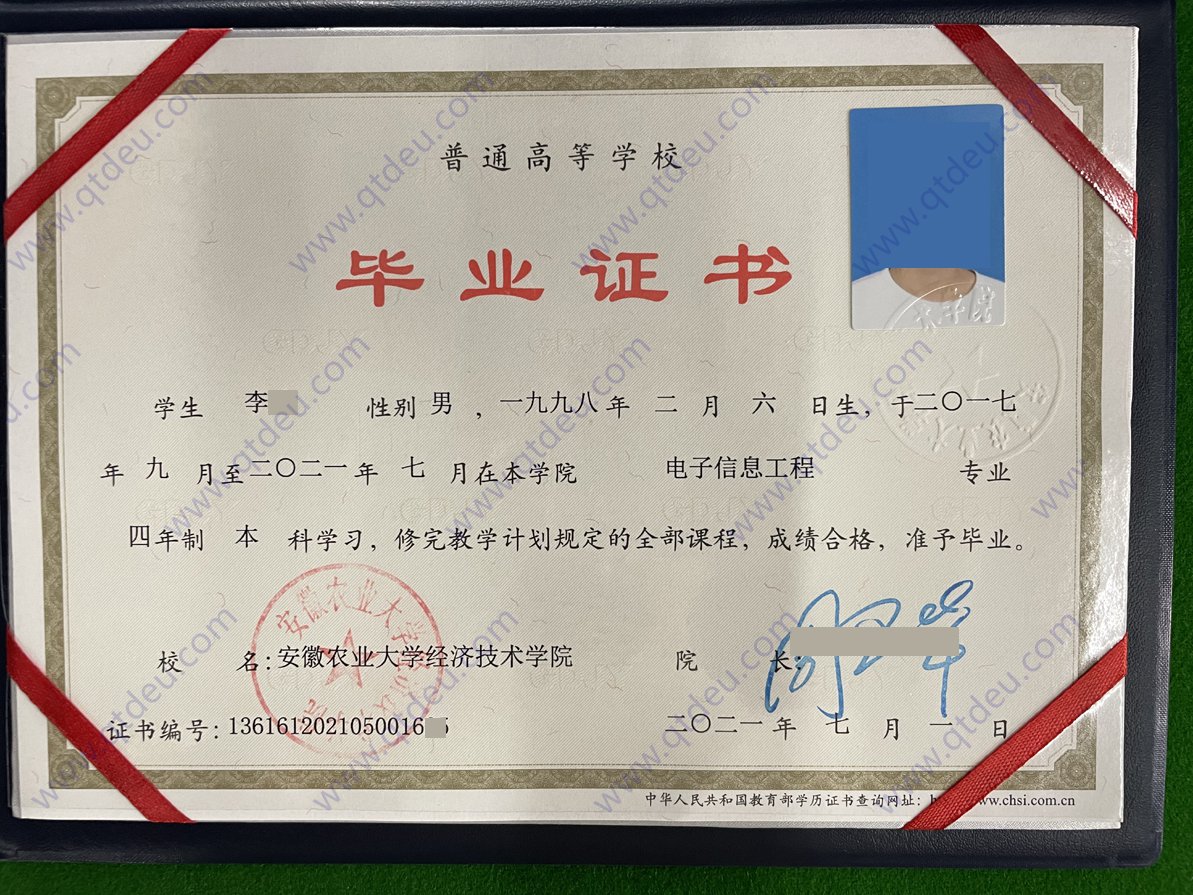 普通高等学校
毕业证书
学生 李 性别 男 ，一九九八年 二 月 六 日生，于二〇一七
年 九 月至二〇二一年 七 月在本学院 电子信息工程 专业
四年制 本 科学习，修完教学计划规定的全部课程，成绩合格，准予毕业。
校 名：安徽农业大学经济技术学院 院 长：
证书编号：1361612021050016 二〇二一年 七 月 一 日
中华人民共和国教育部学历证书查询网址：www.chsi.com.cn
安徽农业大学
www.qtdeu.com